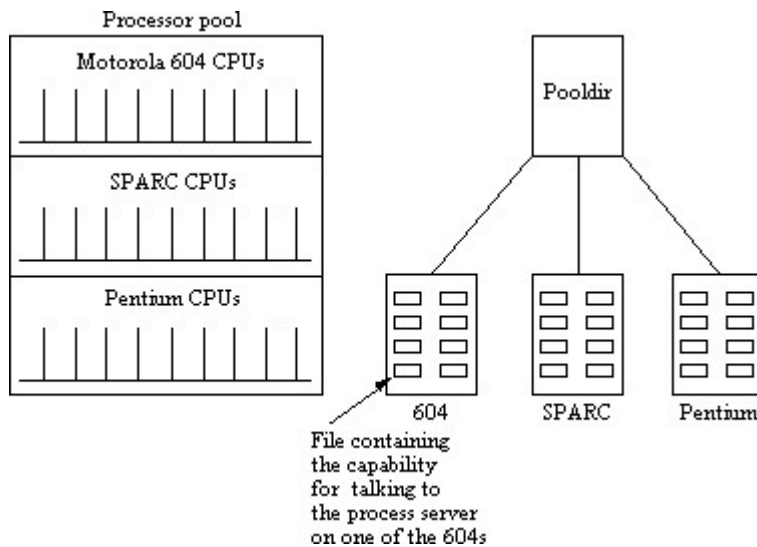 Processor pool
Motorola 604 CPUs
SPARC CPUs
Pentium CPUs
Pooldir
604
SPARC
Pentium
File containing
the capability
for talking to
the process server
on one of the 604s